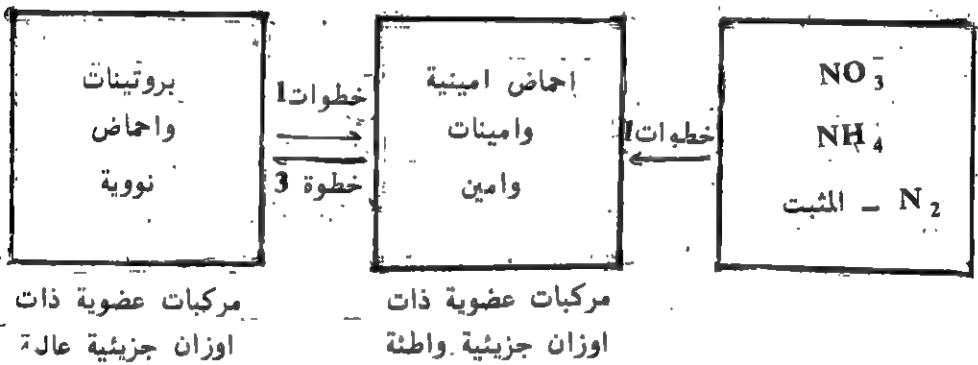 NO₃
NH₄
N₂ – المثبت
خطوات1
احماض امينية
وامينات
وامين
مركبات عضوية ذات
اوزان جزيئية واطئة
خطوات1
خطوة 3
بروتينات
واحماض
نووية
مركبات عضوية ذات
اوزان جزيئية عالية